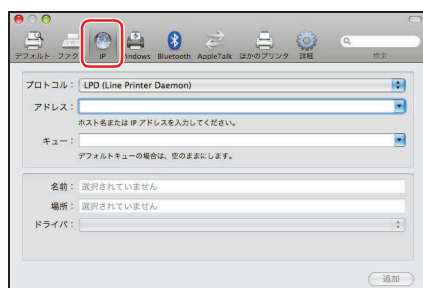 デフォルト ファク IP Windows Bluetooth AppleTalk ほかのプリンタ 詳細 検索
プロトコル： LPD (Line Printer Daemon)
アドレス：
ホスト名または IP アドレスを入力してください。
キュー：
デフォルトキューの場合は、空のままにします。
名前： 選択されていません
場所： 選択されていません
ドライバ：
追加